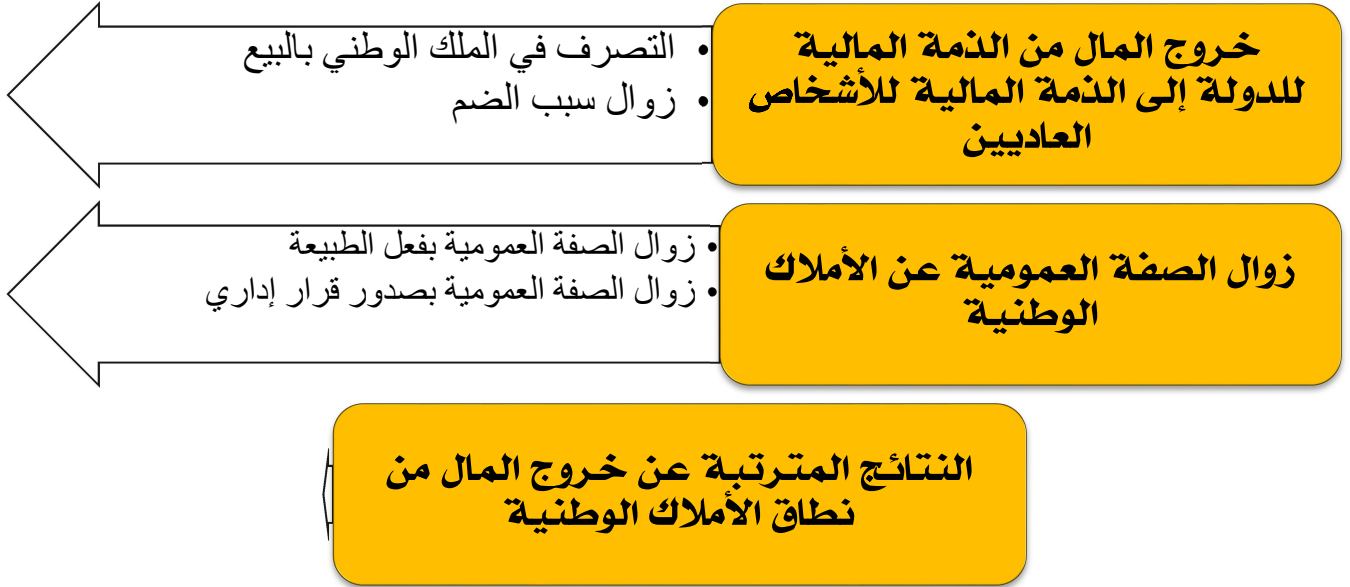 خروج المال من الذمة المالية
للدولة إلى الذمة المالية للأشخاص
العاديين
• التصرف في الملك الوطني بالبيع
• زوال سبب الضم
زوال الصفة العمومية عن الأملاك
الوطنية
• زوال الصفة العمومية بفعل الطبيعة
• زوال الصفة العمومية بصدور قرار إداري
النتائج المترتبة عن خروج المال من
نطاق الأملاك الوطنية